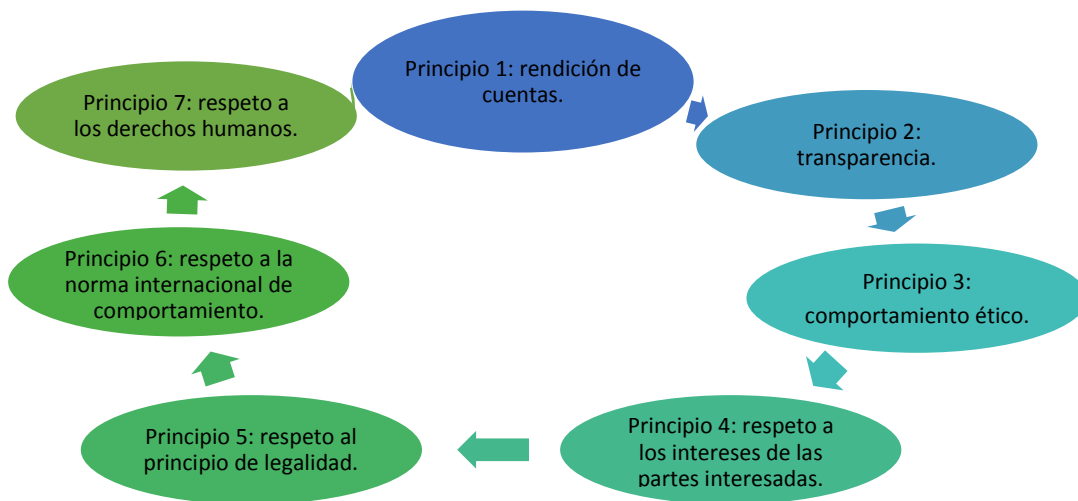 Principio 1: rendición de
cuentas.
Principio 2:
transparencia.
Principio 3:
comportamiento ético.
Principio 4: respeto a
los intereses de las
partes interesadas.
Principio 5: respeto al
principio de legalidad.
Principio 6: respeto a la
norma internacional de
comportamiento.
Principio 7: respeto a
los derechos humanos.